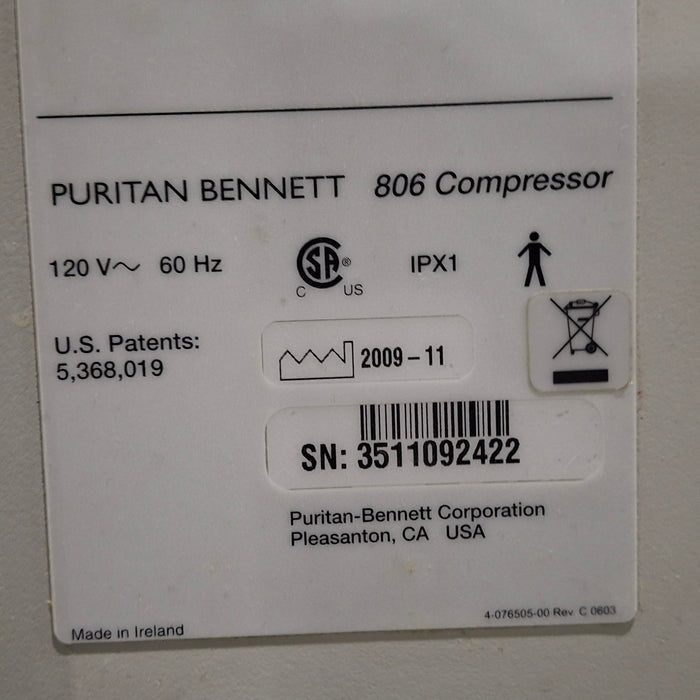 PURITAN BENNETT 806 Compressor
120 V~ 60 Hz
SA®
C US
IPX1
U.S. Patents:
5,368,019
2009-11
SN: 3511092422
Puritan-Bennett Corporation
Pleasanton, CA USA
4-076505-00 Rev C 0603
Made in Ireland